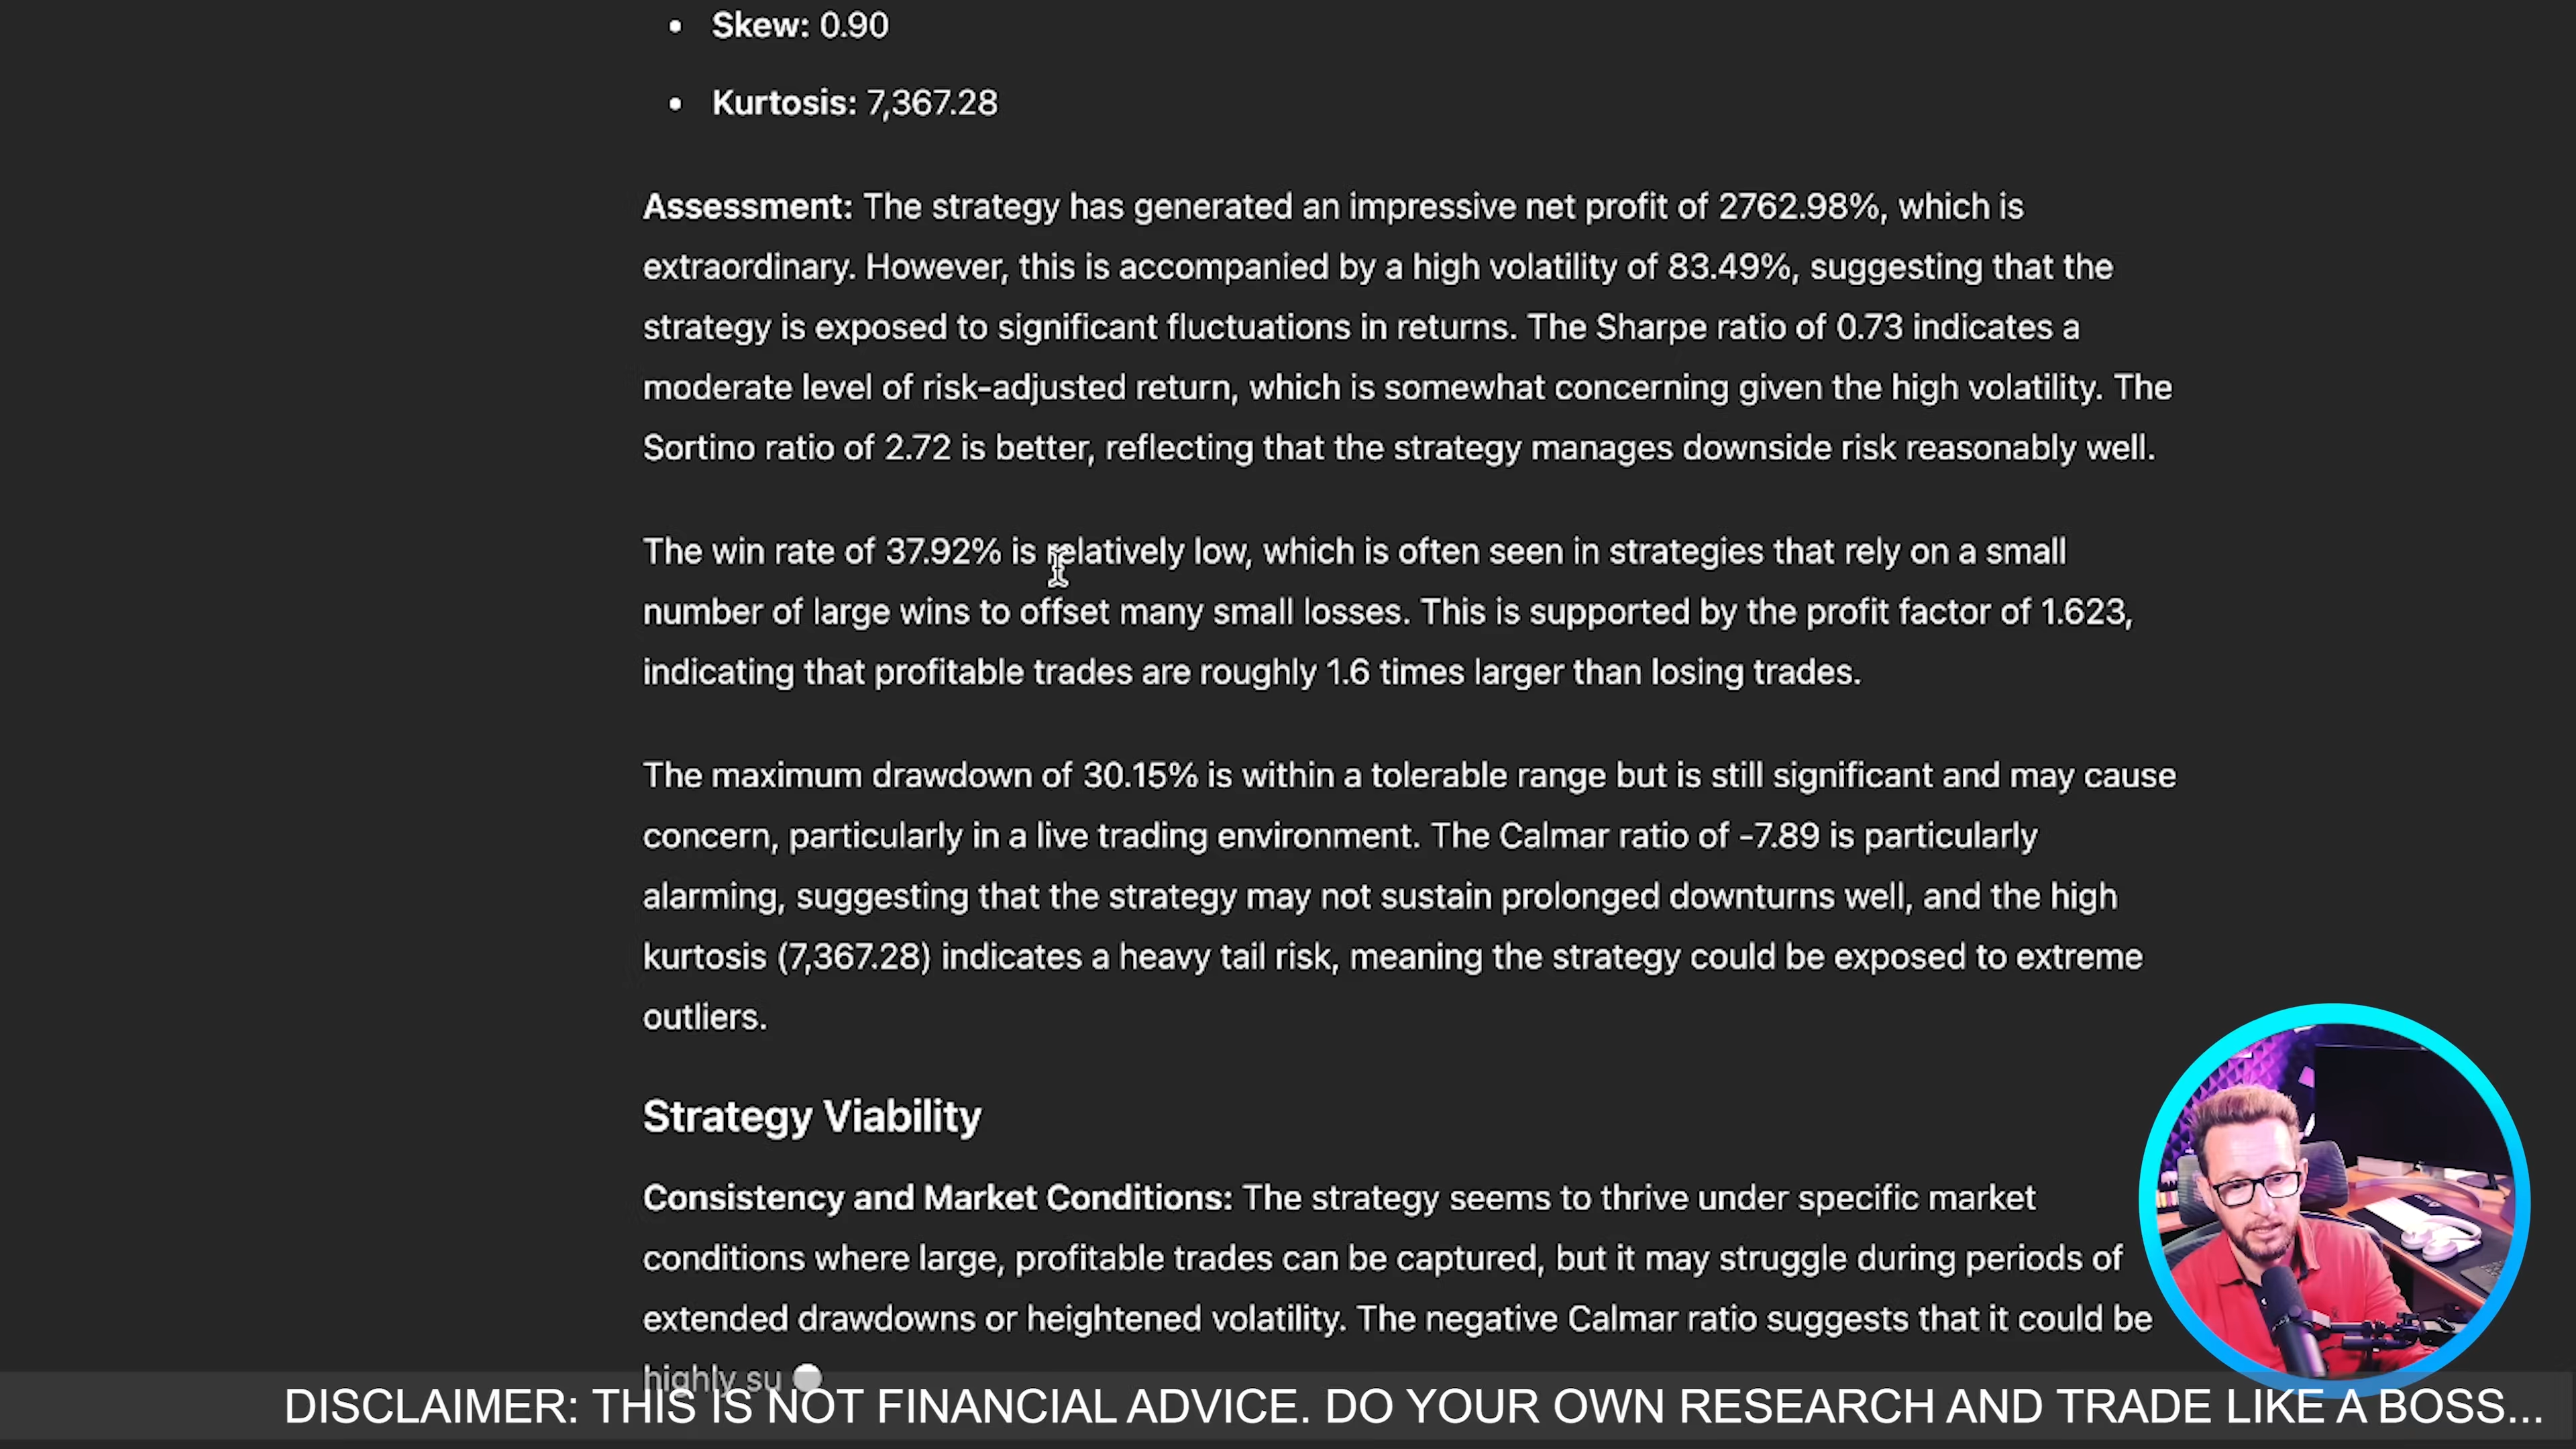 • Skew: 0.90
• Kurtosis: 7,367.28
Assessment: The strategy has generated an impressive net profit of 2762.98%, which is
extraordinary. However, this is accompanied by a high volatility of 83.49%, suggesting that the
strategy is exposed to significant fluctuations in returns. The Sharpe ratio of 0.73 indicates a
moderate level of risk-adjusted return, which is somewhat concerning given the high volatility. The
Sortino ratio of 2.72 is better, reflecting that the strategy manages downside risk reasonably well.
The win rate of 37.92% is relatively low, which is often seen in strategies that rely on a small
number of large wins to offset many small losses. This is supported by the profit factor of 1.623,
indicating that profitable trades are roughly 1.6 times larger than losing trades.
The maximum drawdown of 30.15% is within a tolerable range but is still significant and may cause
concern, particularly in a live trading environment. The Calmar ratio of -7.89 is particularly
alarming, suggesting that the strategy may not sustain prolonged downturns well, and the high
kurtosis (7,367.28) indicates a heavy tail risk, meaning the strategy could be exposed to extreme
outliers.
Strategy Viability
Consistency and Market Conditions: The strategy seems to thrive under specific market
conditions where large, profitable trades can be captured, but it may struggle during periods of
extended drawdowns or heightened volatility. The negative Calmar ratio suggests that it could be
highly su
DISCLAIMER: THIS IS NOT FINANCIAL ADVICE. DO YOUR OWN RESEARCH AND TRADE LIKE A BOSS...